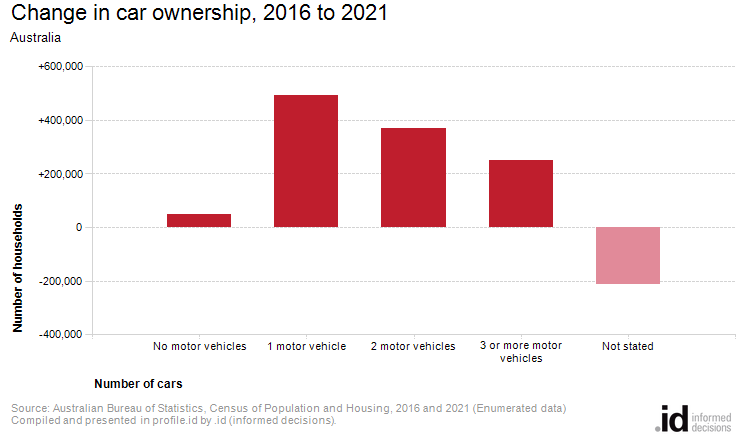 Change in car ownership, 2016 to 2021
Australia
+600,000
+400,000
+200,000
0
-200,000
-400,000
Number of households
No motor vehicles
1 motor vehicle
2 motor vehicles
3 or more motor
vehicles
Not stated
Number of cars
Source: Australian Bureau of Statistics, Census of Population and Housing, 2016 and 2021 (Enumerated data)
Compiled and presented in profile.id by .id (informed decisions).
.id informed
decisions